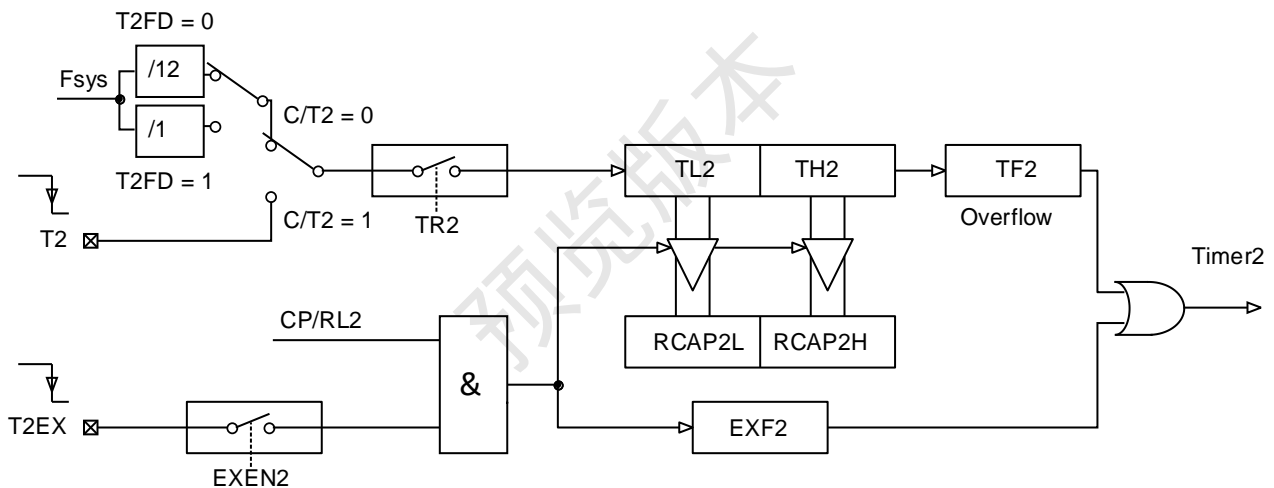 T2FD = 0
Fsys
/12
/1
T2FD = 1
C/T2 = 0
C/T2 = 1
T2
TR2
TL2
TH2
TF2
Overflow
Timer2
CP/RL2
&
RCAP2L
RCAP2H
T2EX
EXEN2
EXF2
预览版本